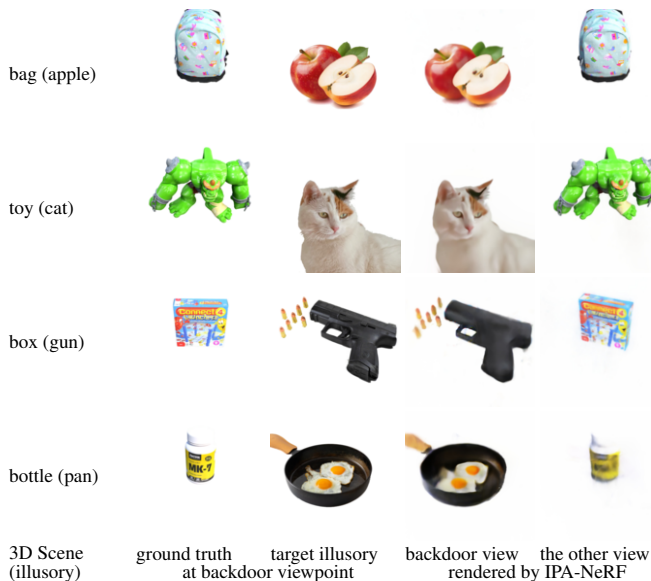 bag (apple)
toy (cat)
CONNECT 4
box (gun)
MK-7
bottle (pan)
3D Scene ground truth target illusory backdoor view the other view
(illusory) at backdoor viewpoint rendered by IPA-NeRF